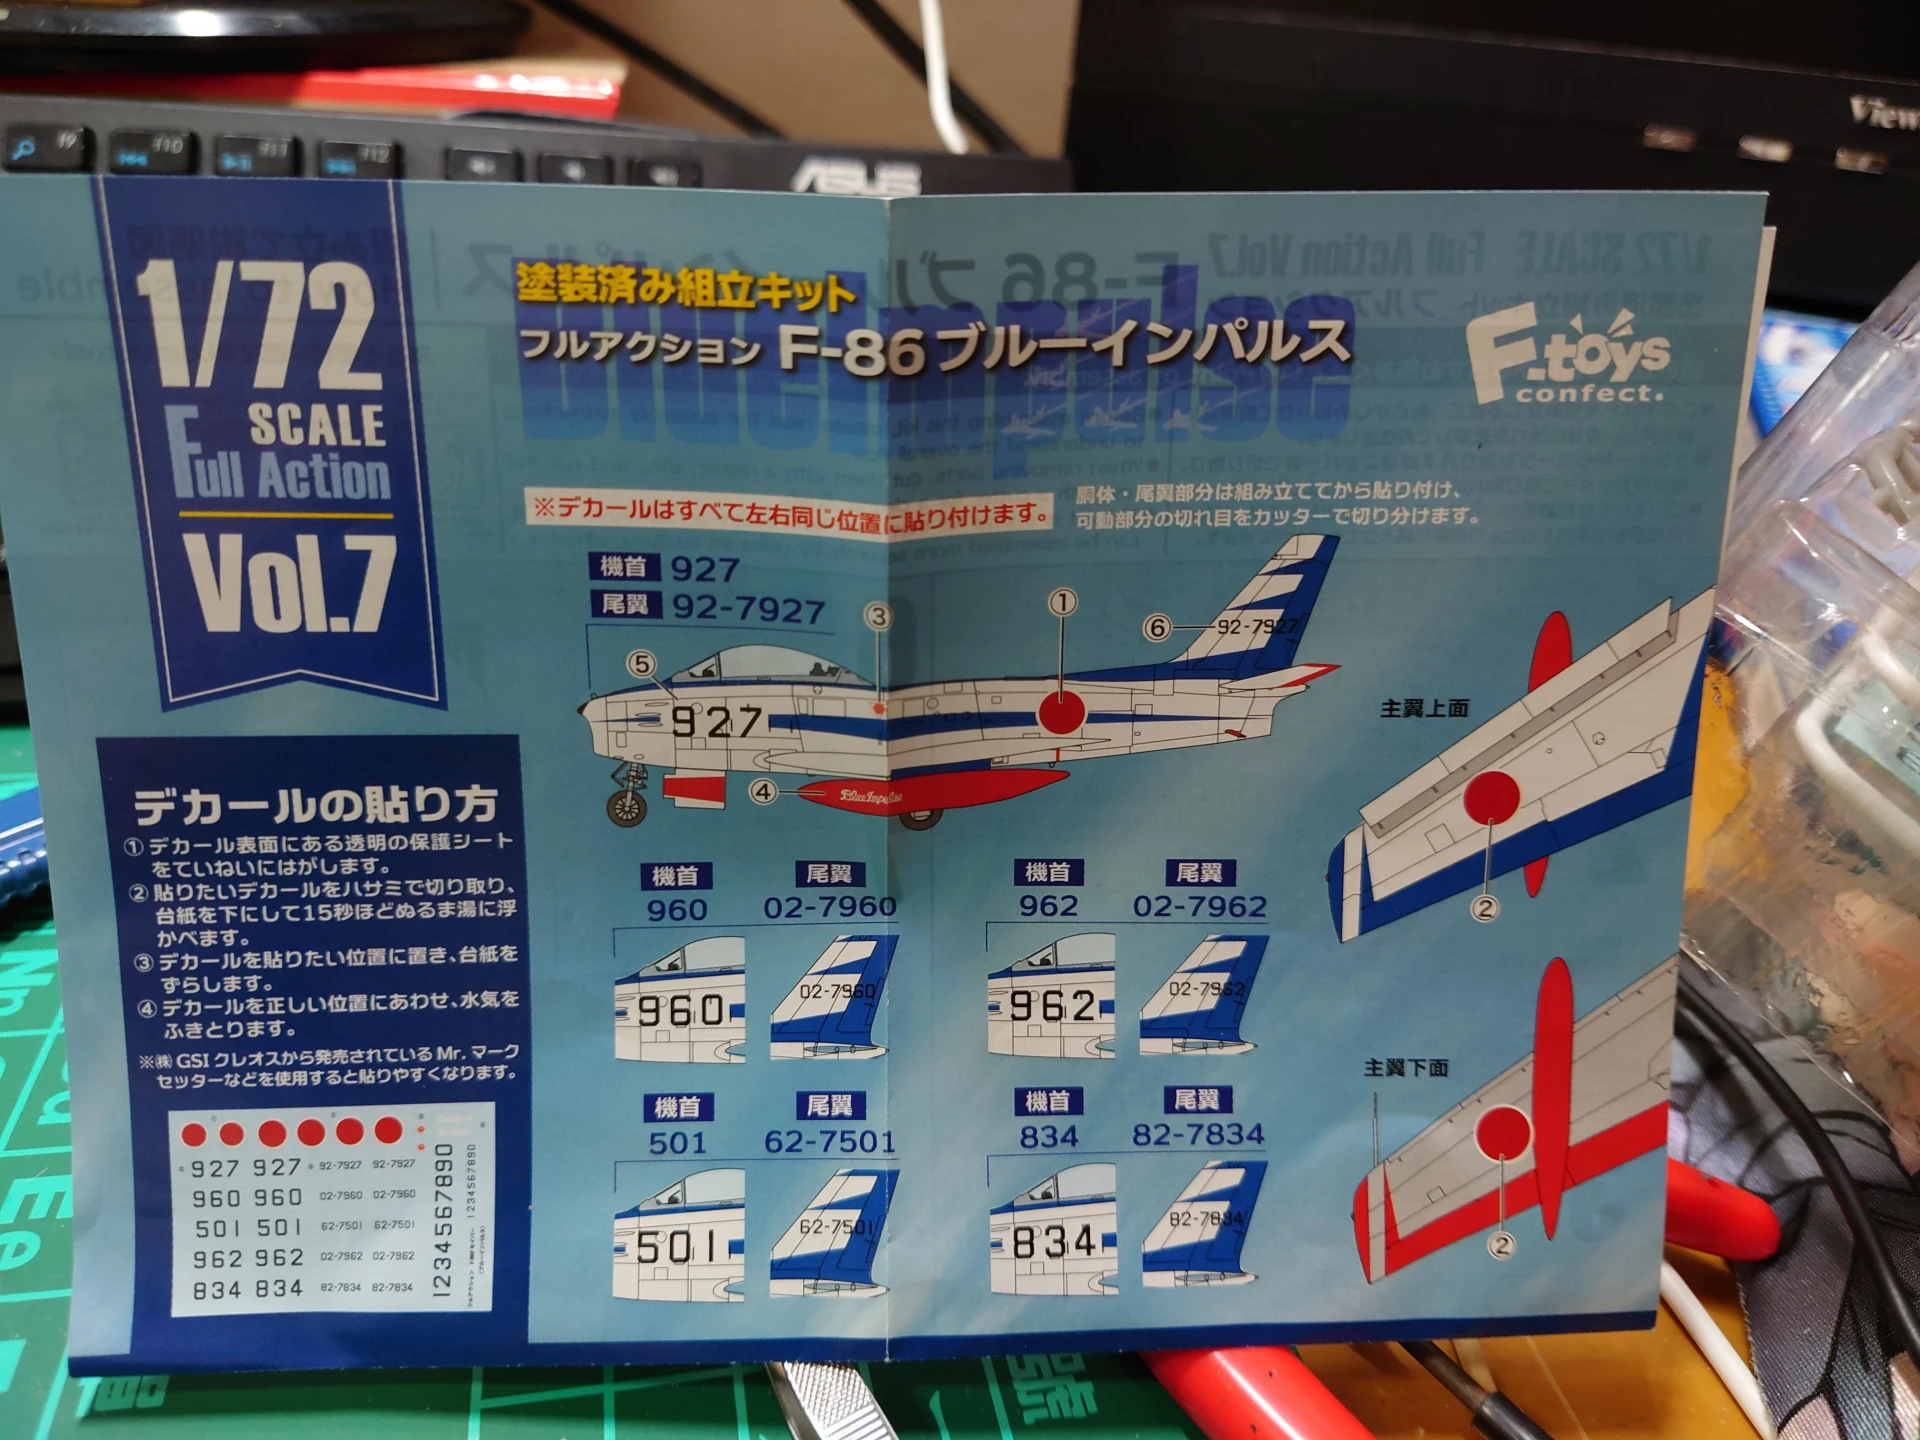 f9
f10
f11
f12
ASUS
View
1/72
SCALE
Full Action
Vol.7
塗装済み組立キット
フルアクション F-86ブルーインパルス
F-toys
confect.
※デカールはすべて左右同じ位置に貼り付けます。
胴体・尾翼部分は組み立ててから貼り付け、
可動部分の切れ目をカッターで切り分けます。
機首 927
尾翼 92-7927
① ② ③ ④ ⑤ ⑥
927
92-7927
Blue Impulse
主翼上面
②
主翼下面
②
デカールの貼り方
① デカール表面にある透明の保護シート
をていねいにはがします。
② 貼りたいデカールをハサミで切り取り、
台紙を下にして15秒ほどぬるま湯に浮
かべます。
③ デカールを貼りたい位置に置き、台紙を
ずらします。
④ デカールを正しい位置にあわせ、水気を
ふきとります。
※㈱GSIクレオスから発売されているMr.マーク
セッターなどを使用すると貼りやすくなります。
927 927 92-7927 92-7927
960 960 02-7960 02-7960
501 501 62-7501 62-7501
962 962 02-7962 02-7962
834 834 82-7834 82-7834
1234567890
1234567890
機首 尾翼
960 02-7960
960 02-7960
機首 尾翼
962 02-7962
962 02-7962
機首 尾翼
501 62-7501
501 62-7501
機首 尾翼
834 82-7834
834 82-7834